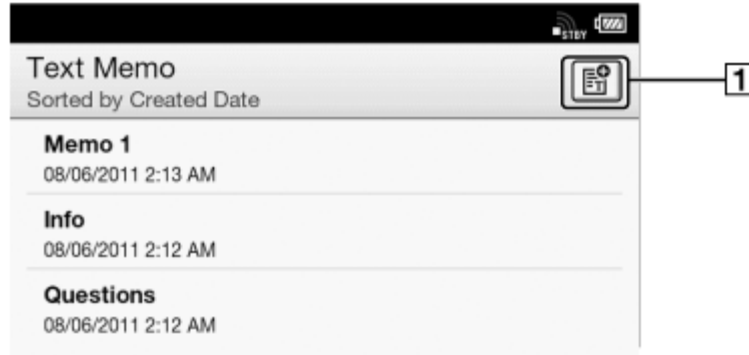 STBY
Text Memo
Sorted by Created Date
1
Memo 1
08/06/2011 2:13 AM
Info
08/06/2011 2:12 AM
Questions
08/06/2011 2:12 AM